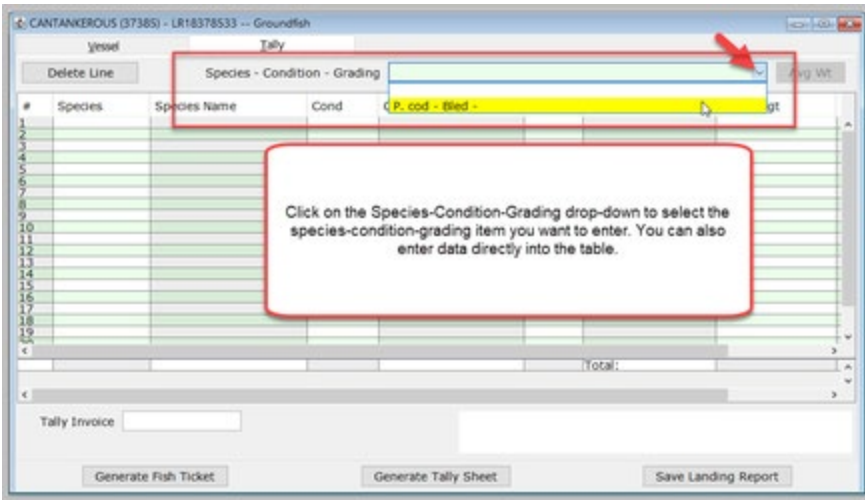 CANTANKEROUS (37385) - LR18378533 -- Groundfish
Vessel Tally
Delete Line Species - Condition - Grading Avg Wt
# Species Species Name Cond
P. cod - Bled -
1
2
3
4
5
6
7
8
9
10
11
12
13
14
15
16
17
18
19
Click on the Species-Condition-Grading drop-down to select the
species-condition-grading item you want to enter. You can also
enter data directly into the table.
Total:
Tally Invoice
Generate Fish Ticket Generate Tally Sheet Save Landing Report